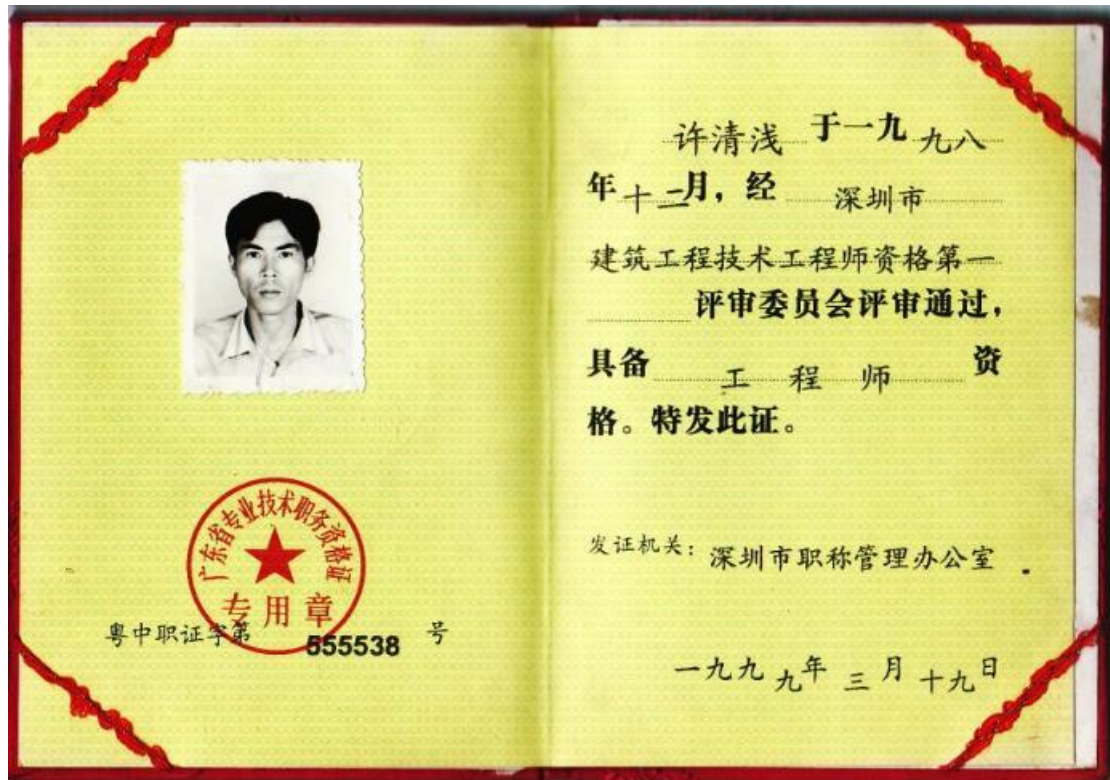 广东省专业技术职务资格证
专用章
粤中职证字第 555538 号
许清浅 于一九九八
年十二月，经 深圳市
建筑工程技术工程师资格第一
评审委员会评审通过，
具备 工程师 资
格。特发此证。
发证机关：深圳市职称管理办公室
一九九九年三月十九日